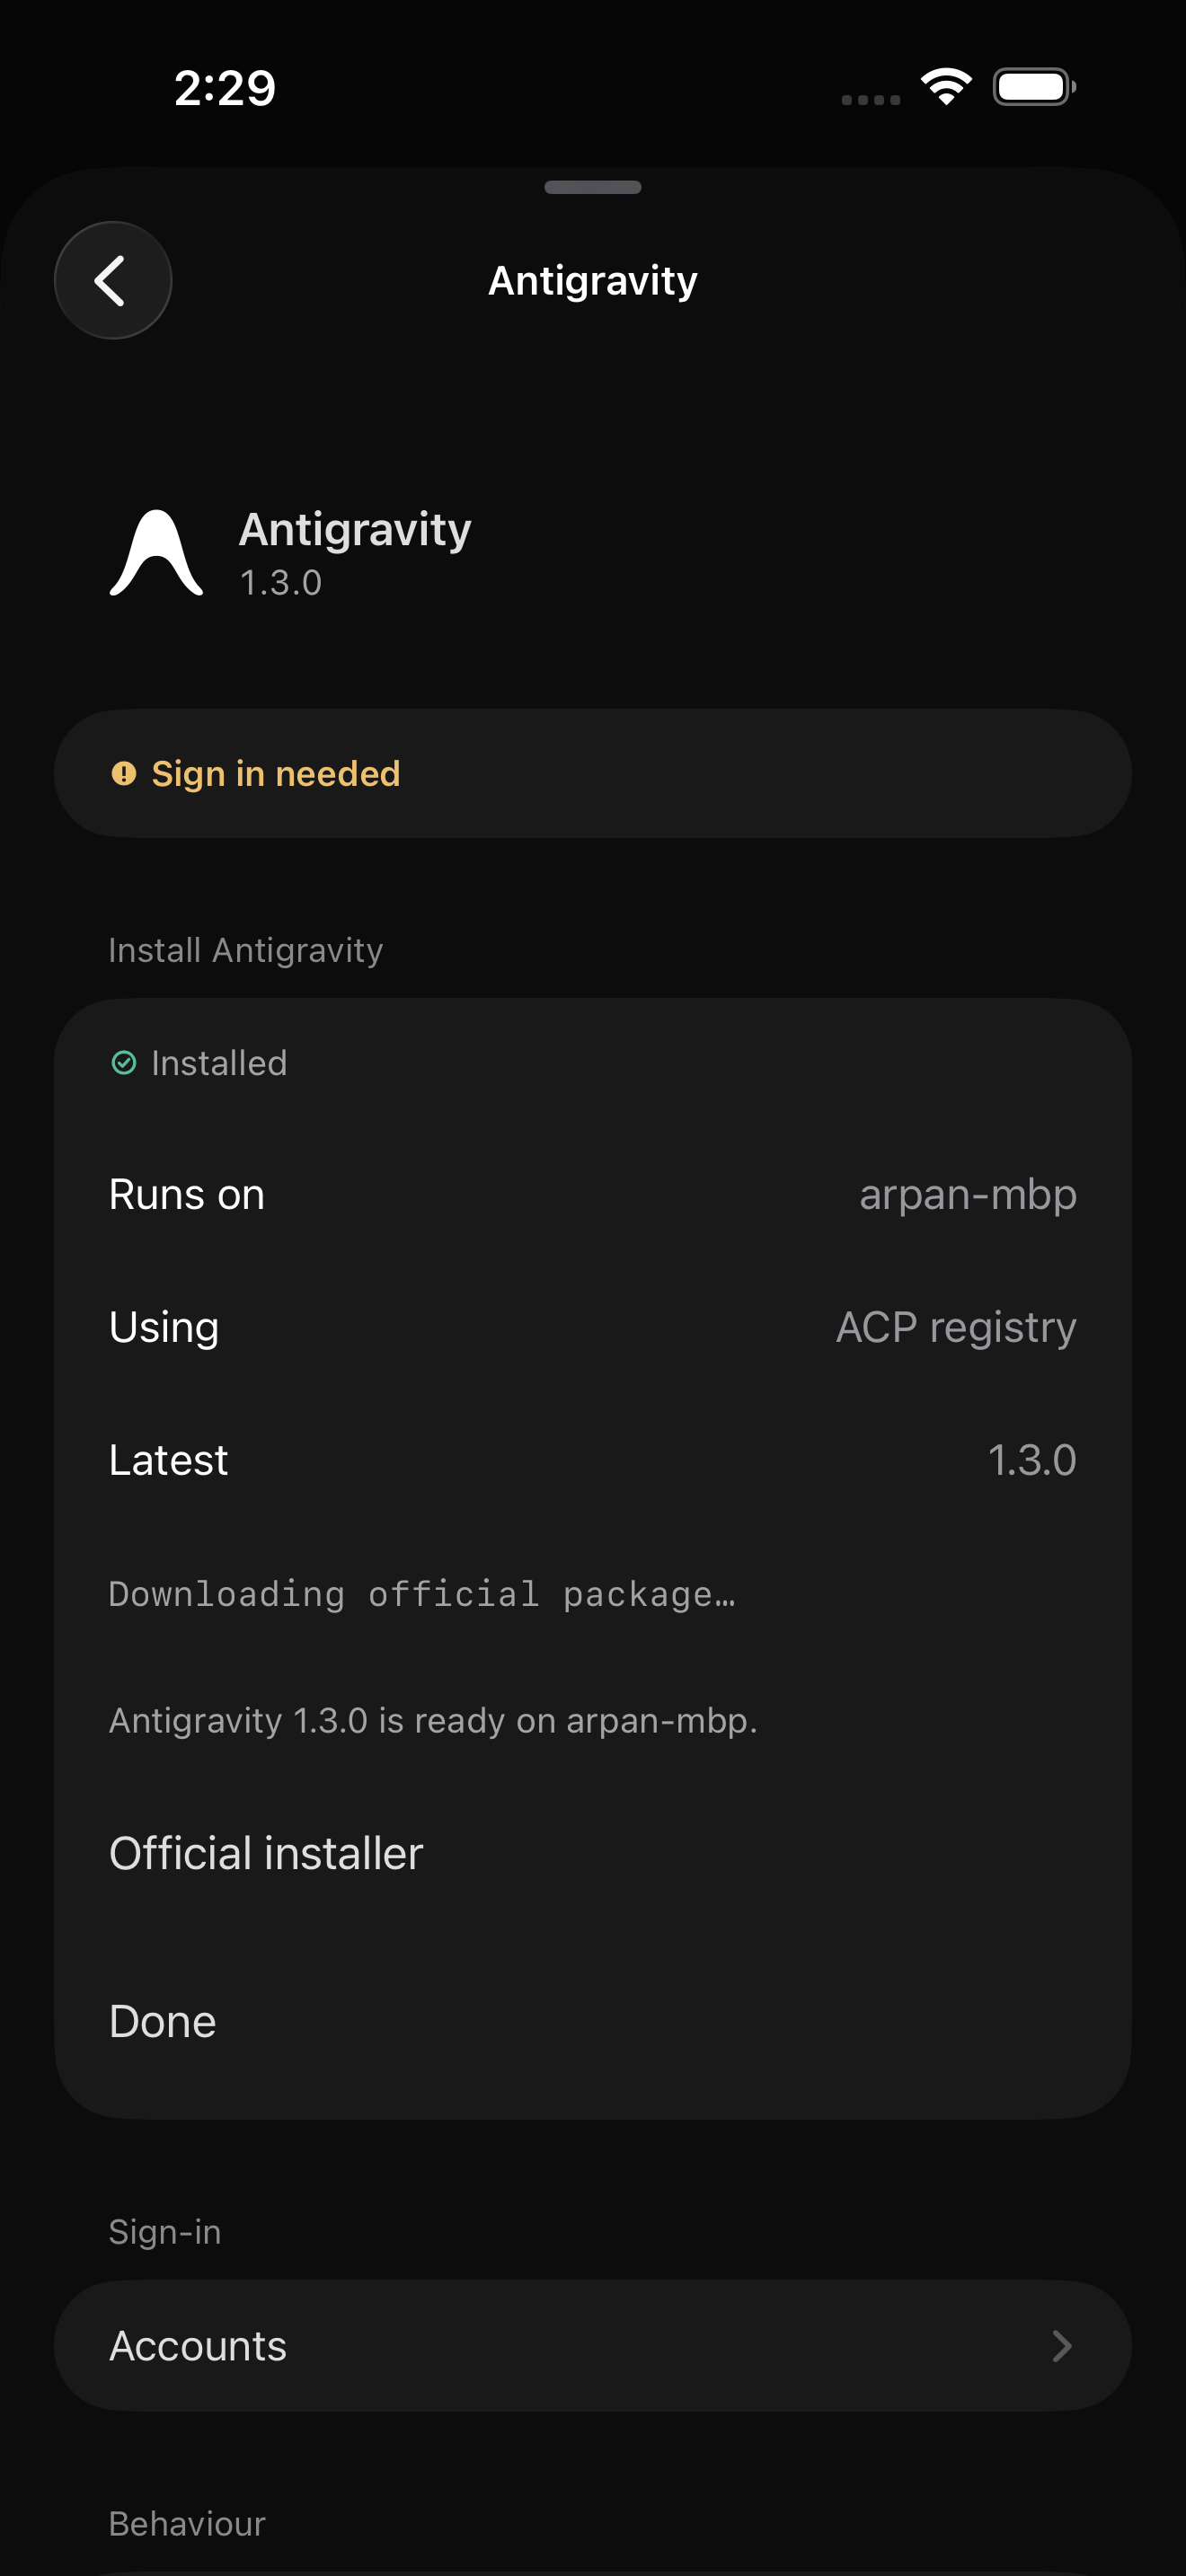 2:29
Antigravity
Antigravity
1.3.0
Sign in needed
Install Antigravity
Installed
Runs on arpan-mbp
Using ACP registry
Latest 1.3.0
Downloading official package…
Antigravity 1.3.0 is ready on arpan-mbp.
Official installer
Done
Sign-in
Accounts
Behaviour